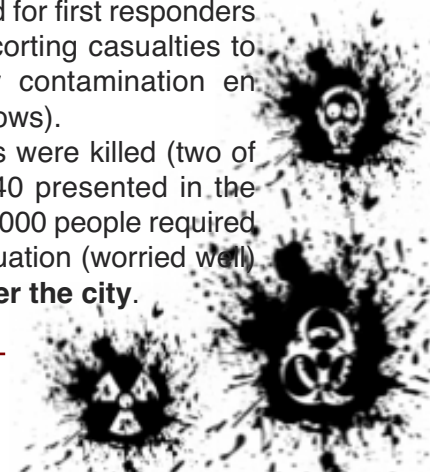 d for first responders
corting casualties to
contamination en
ows).
s were killed (two of
40 presented in the
000 people required
uation (worried well)
er the city.